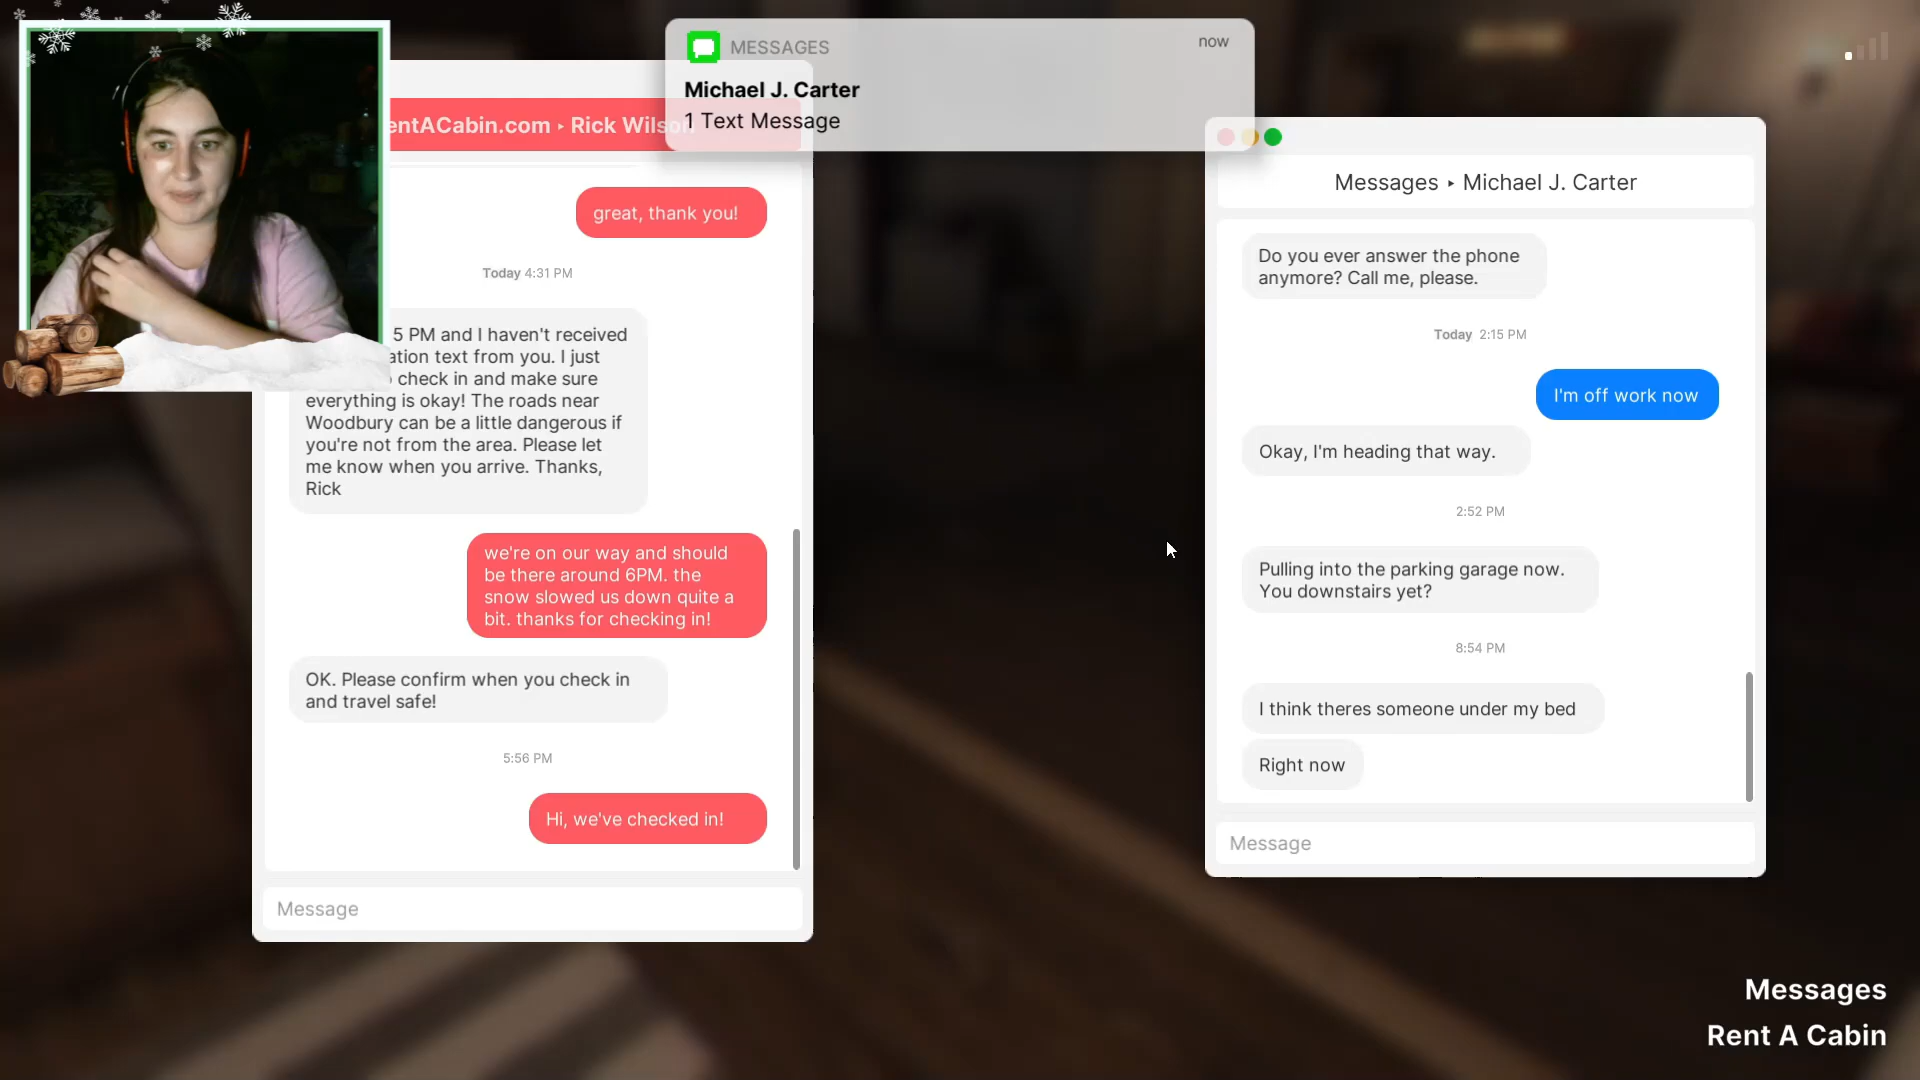 MESSAGES
now
Michael J. Carter
1 Text Message
entACabin.com ‣ Rick Wilson
great, thank you!
Today 4:31 PM
5 PM and I haven't received
ation text from you. I just
check in and make sure
everything is okay! The roads near
Woodbury can be a little dangerous if
you're not from the area. Please let
me know when you arrive. Thanks,
Rick
we're on our way and should
be there around 6PM. the
snow slowed us down quite a
bit. thanks for checking in!
OK. Please confirm when you check in
and travel safe!
5:56 PM
Hi, we've checked in!
Message
Messages ‣ Michael J. Carter
Do you ever answer the phone
anymore? Call me, please.
Today 2:15 PM
I'm off work now
Okay, I'm heading that way.
2:52 PM
Pulling into the parking garage now.
You downstairs yet?
8:54 PM
I think theres someone under my bed
Right now
Message
Messages
Rent A Cabin